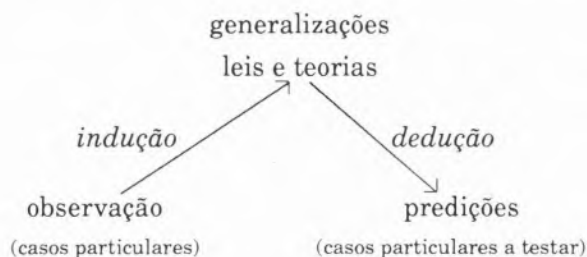 generalizações
leis e teorias
indução
dedução
observação
predições
(casos particulares)
(casos particulares a testar)